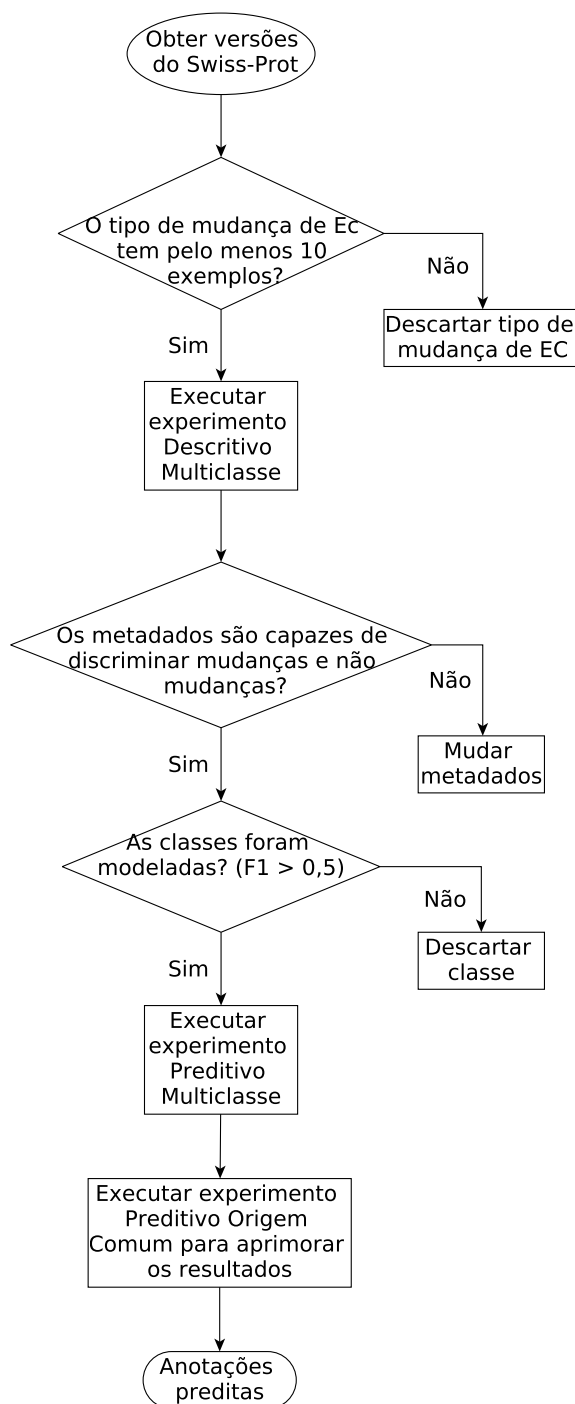 Obter versões
do Swiss-Prot
O tipo de mudança de Ec
tem pelo menos 10
exemplos?
Não
Descartar tipo de
mudança de EC
Sim
Executar
experimento
Descritivo
Multiclasse
Os metadados são capazes de
discriminar mudanças e não
mudanças?
Não
Mudar
metadados
Sim
As classes foram
modeladas? (F1 > 0,5)
Não
Descartar
classe
Sim
Executar
experimento
Preditivo
Multiclasse
Executar experimento
Preditivo Origem
Comum para aprimorar
os resultados
Anotações
preditas